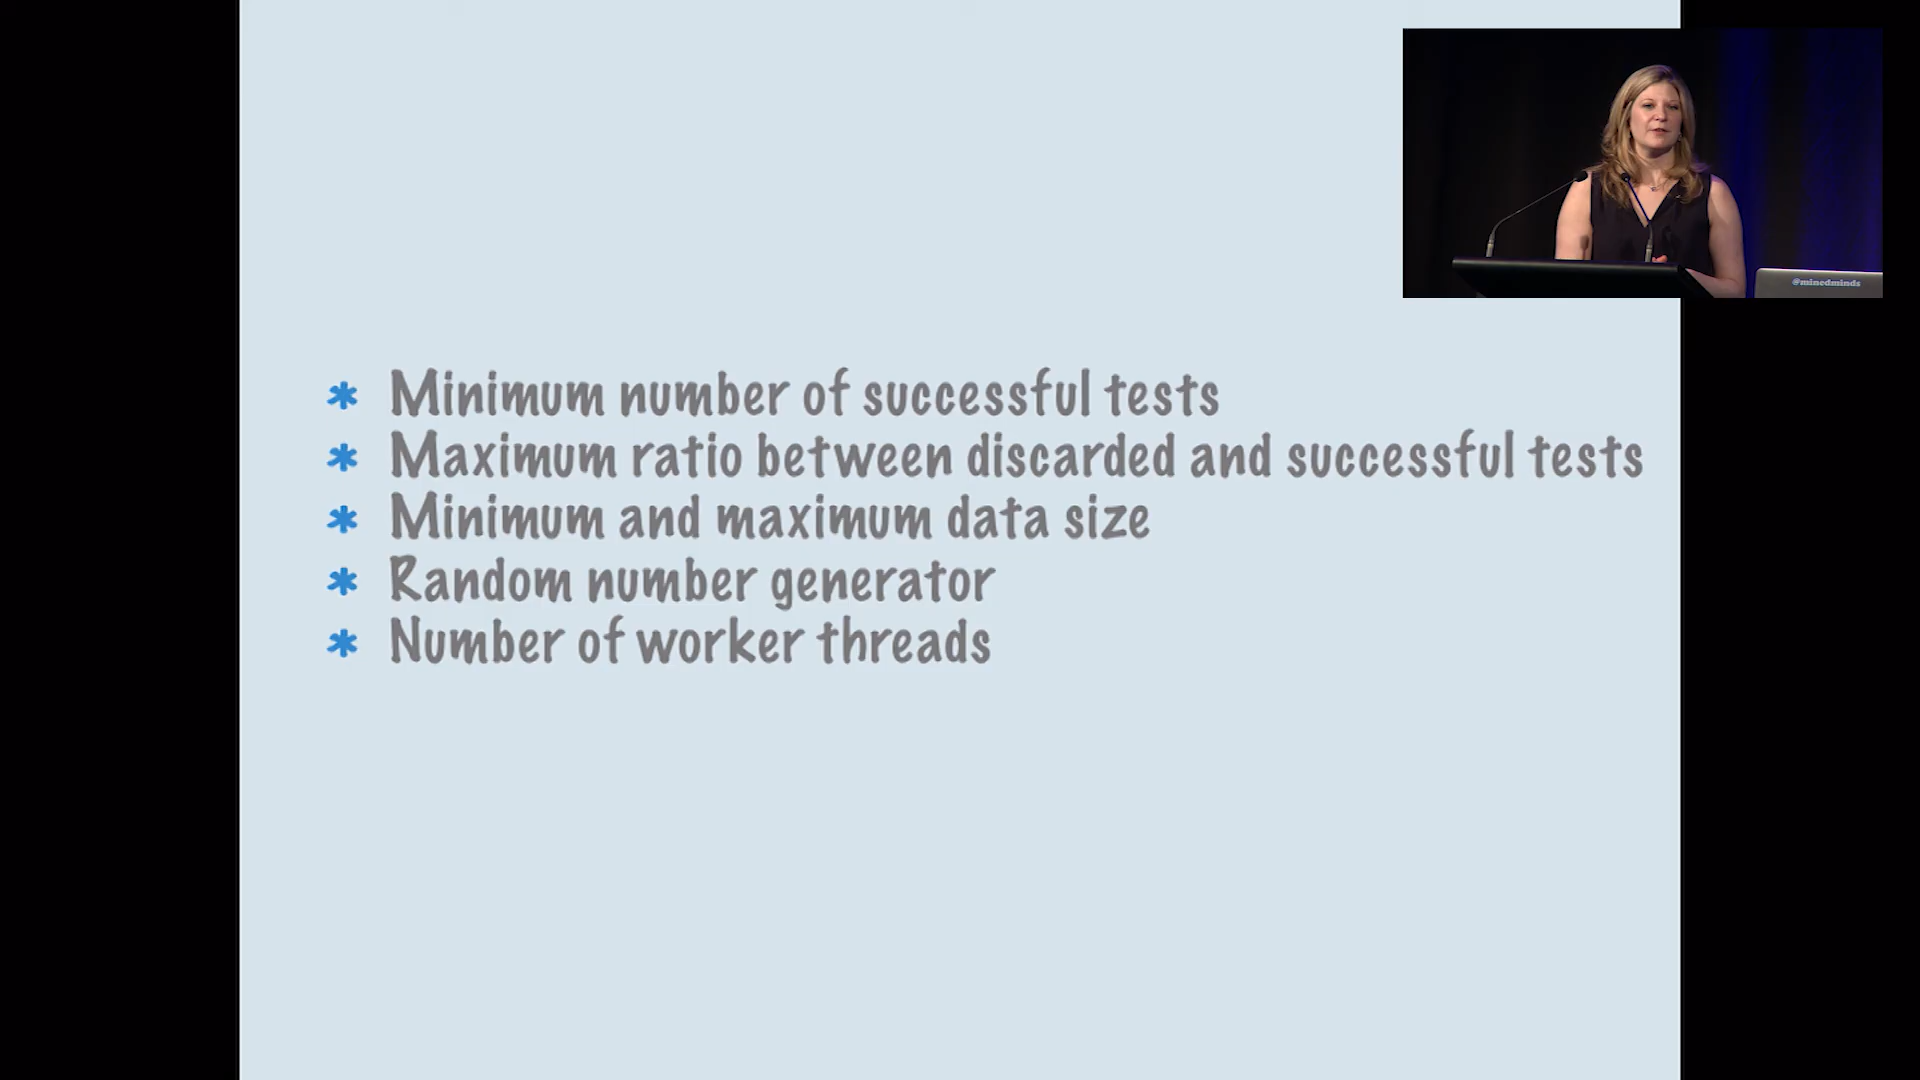 @minedminds
* Minimum number of successful tests
* Maximum ratio between discarded and successful tests
* Minimum and maximum data size
* Random number generator
* Number of worker threads